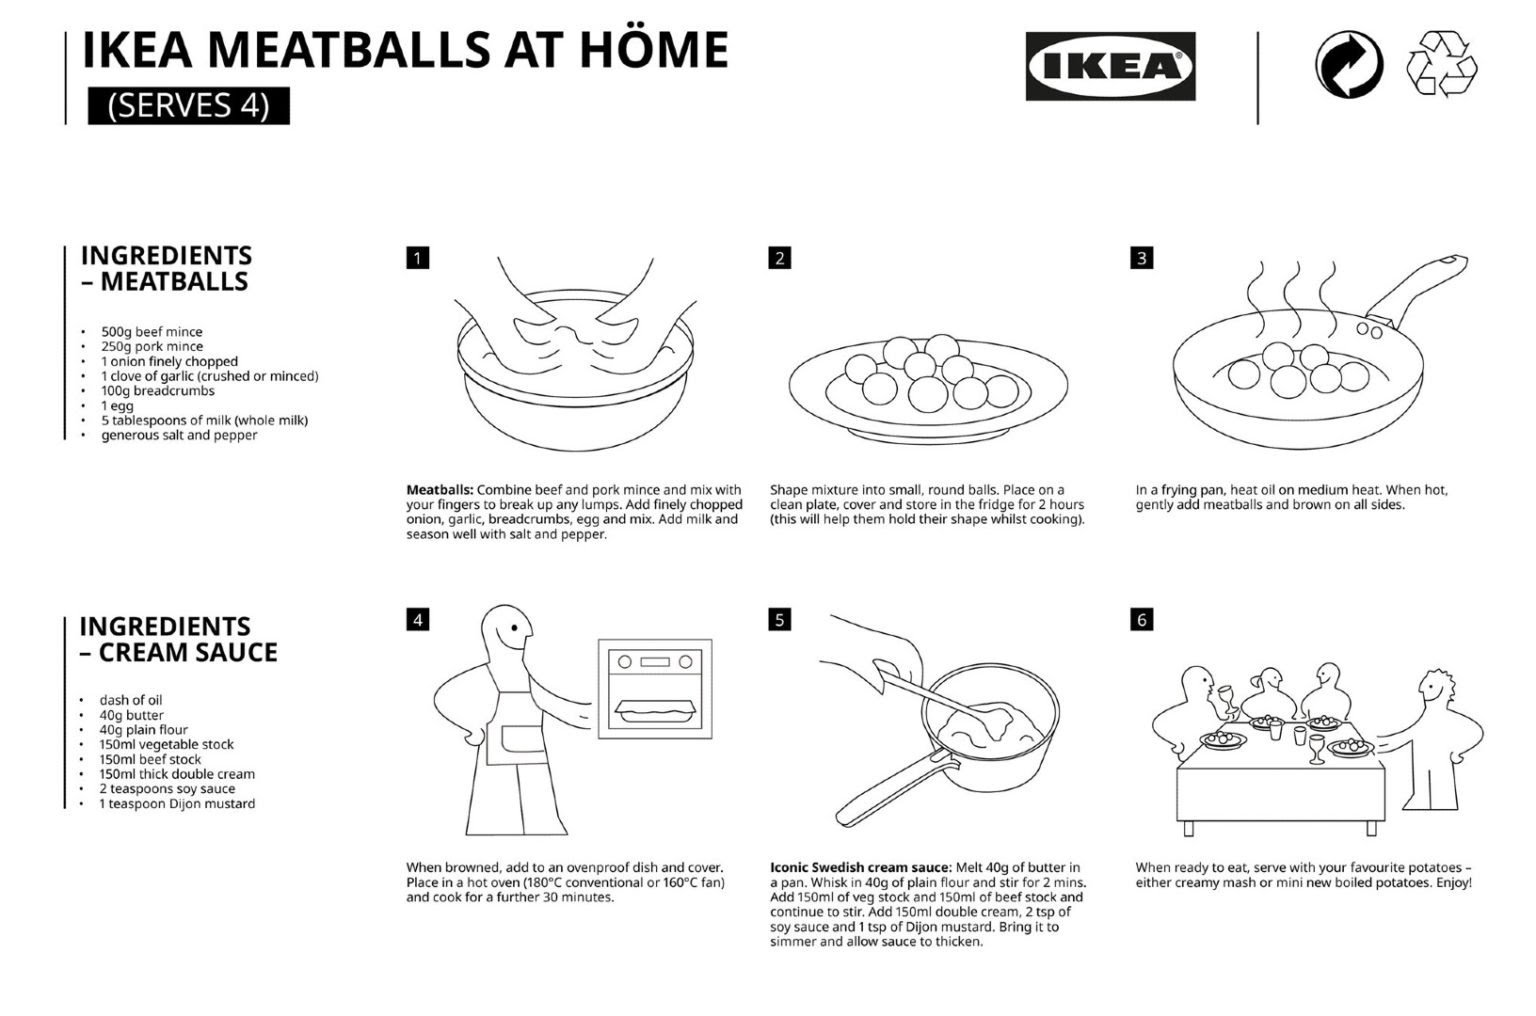 IKEA MEATBALLS AT HÖME
(SERVES 4)
IKEA®
INGREDIENTS
– MEATBALLS
• 500g beef mince
• 250g pork mince
• 1 onion finely chopped
• 1 clove of garlic (crushed or minced)
• 100g breadcrumbs
• 1 egg
• 5 tablespoons of milk (whole milk)
• generous salt and pepper
1
Meatballs: Combine beef and pork mince and mix with
your fingers to break up any lumps. Add finely chopped
onion, garlic, breadcrumbs, egg and mix. Add milk and
season well with salt and pepper.
2
Shape mixture into small, round balls. Place on a
clean plate, cover and store in the fridge for 2 hours
(this will help them hold their shape whilst cooking).
3
In a frying pan, heat oil on medium heat. When hot,
gently add meatballs and brown on all sides.
INGREDIENTS
– CREAM SAUCE
• dash of oil
• 40g butter
• 40g plain flour
• 150ml vegetable stock
• 150ml beef stock
• 150ml thick double cream
• 2 teaspoons soy sauce
• 1 teaspoon Dijon mustard
4
When browned, add to an ovenproof dish and cover.
Place in a hot oven (180°C conventional or 160°C fan)
and cook for a further 30 minutes.
5
Iconic Swedish cream sauce: Melt 40g of butter in
a pan. Whisk in 40g of plain flour and stir for 2 mins.
Add 150ml of veg stock and 150ml of beef stock and
continue to stir. Add 150ml double cream, 2 tsp of
soy sauce and 1 tsp of Dijon mustard. Bring it to
simmer and allow sauce to thicken.
6
When ready to eat, serve with your favourite potatoes –
either creamy mash or mini new boiled potatoes. Enjoy!